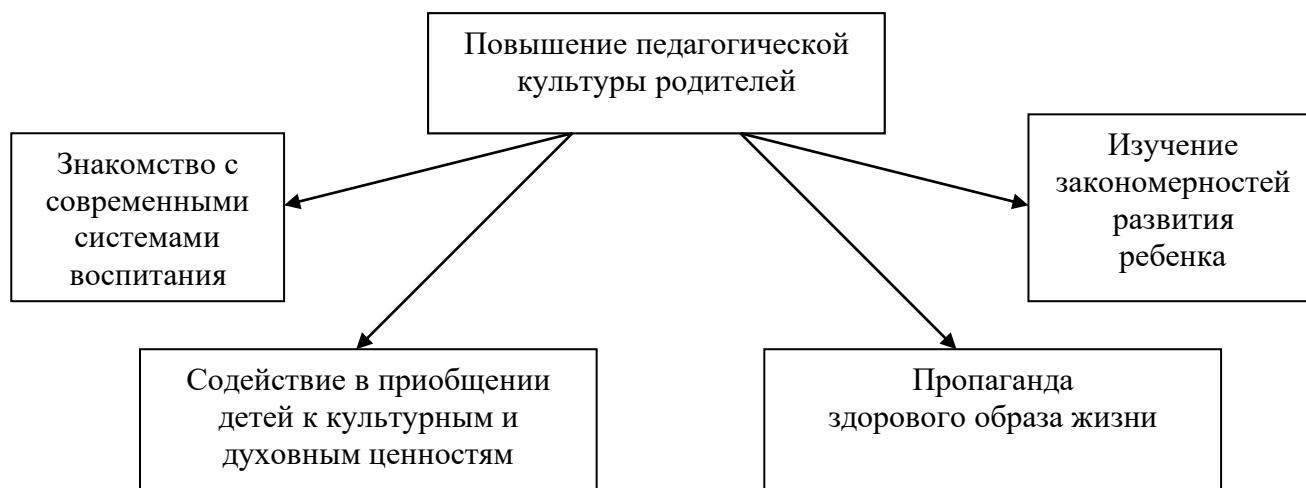 Повышение педагогической
культуры родителей
Знакомство с
современными
системами
воспитания
Изучение
закономерностей
развития
ребенка
Содействие в приобщении
детей к культурным и
духовным ценностям
Пропаганда
здорового образа жизни